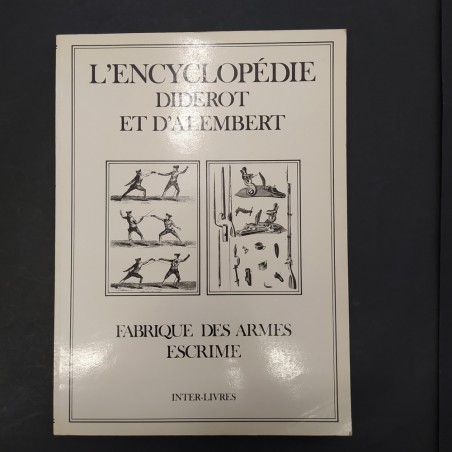 L'ENCYCLOPÉDIE
DIDEROT
ET D'ALEMBERT
FABRIQUE DES ARMES
ESCRIME
INTER-LIVRES